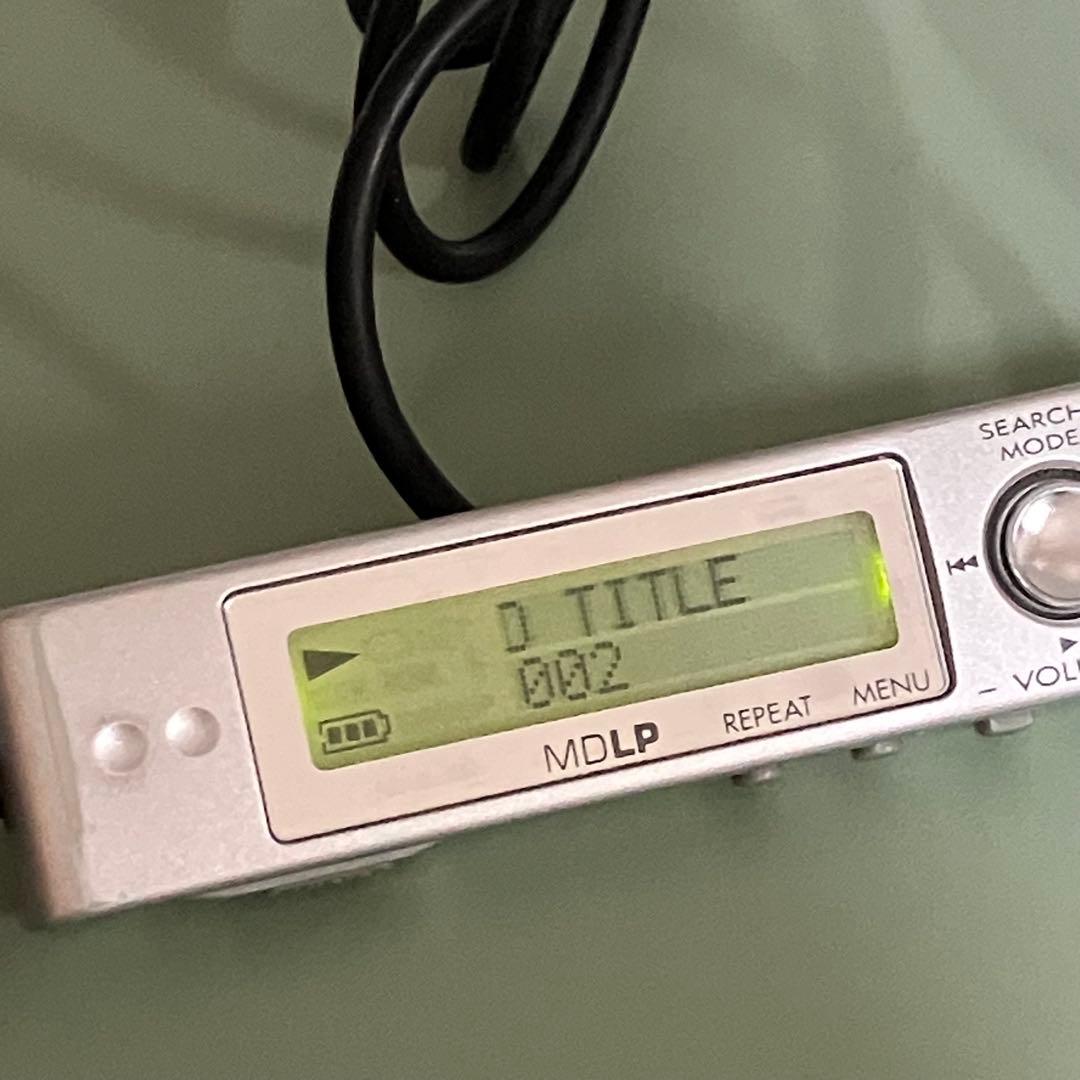 SEARCH
MODE
D TITLE
002
MDLP
REPEAT
MENU
– VOL